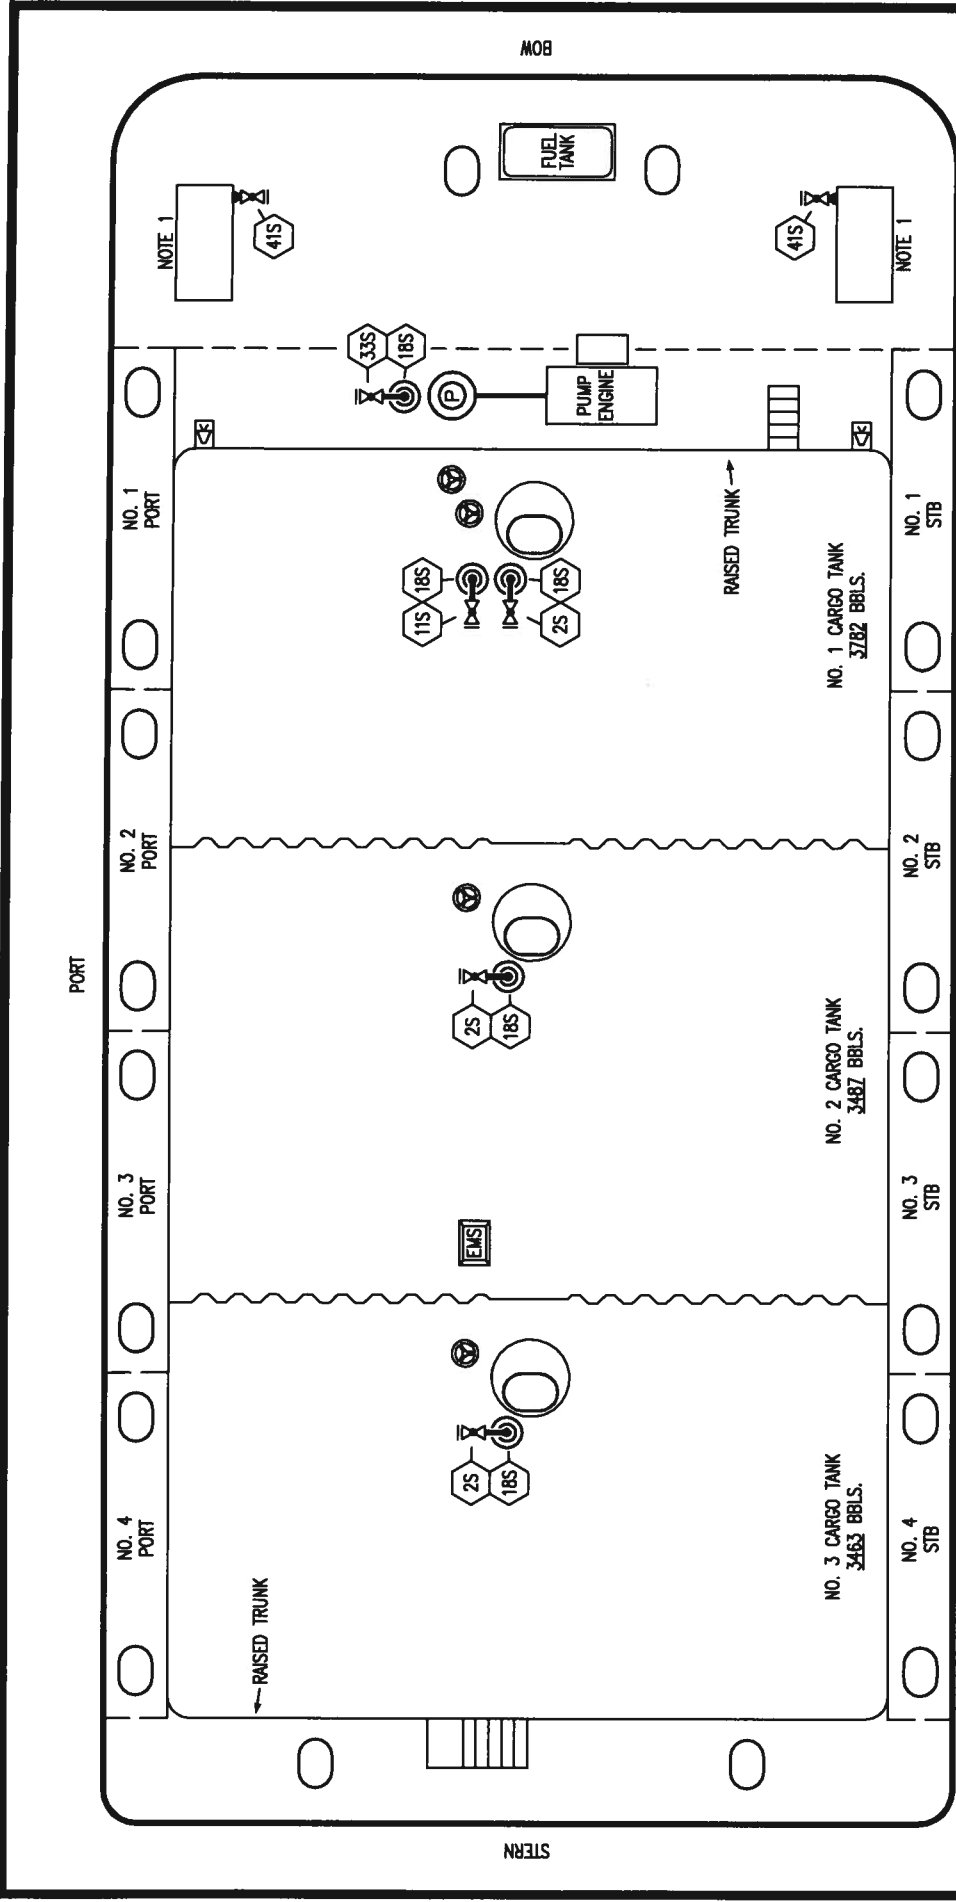 BOW
FUEL
TANK
NOTE 1
41S
41S
NOTE 1
33S
18S
P
PUMP
ENGINE
PORT
NO. 1
PORT
NO. 2
PORT
NO. 3
PORT
NO. 4
PORT
RAISED TRUNK
18S
11S
18S
2S
NO. 1 CARGO TANK
3782 BBLS.
2S
18S
NO. 2 CARGO TANK
3487 BBLS.
EMS
2S
18S
NO. 3 CARGO TANK
3463 BBLS.
RAISED TRUNK
NO. 1
STB
NO. 2
STB
NO. 3
STB
NO. 4
STB
STERN